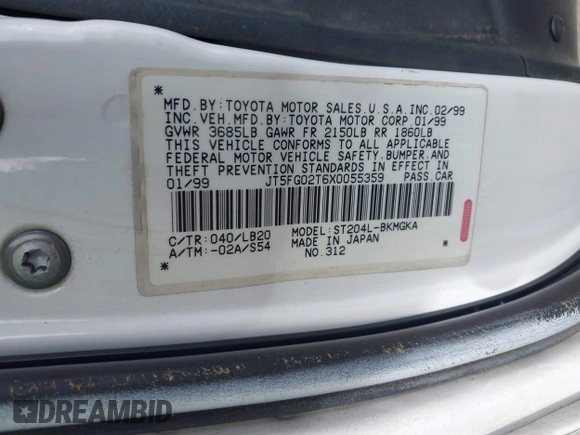 MFD.BY:TOYOTA MOTOR SALES.U.S.A.INC.02/99
INC.VEH.MFD.BY:TOYOTA MOTOR CORP.01/99
GVWR 3685LB GAWR FR 2150LB RR 1860LB
THIS VEHICLE CONFORMS TO ALL APPLICABLE
FEDERAL MOTOR VEHICLE SAFETY.BUMPER.AND
THEFT PREVENTION STANDARDS IN EFFECT ON
01/99 JT5FG02T6X0055359 PASS.CAR
C/TR:040/LB20 MODEL:ST204L-BKMGKA
A/TM:-02A/S54 MADE IN JAPAN
NO.312
DREAMBID